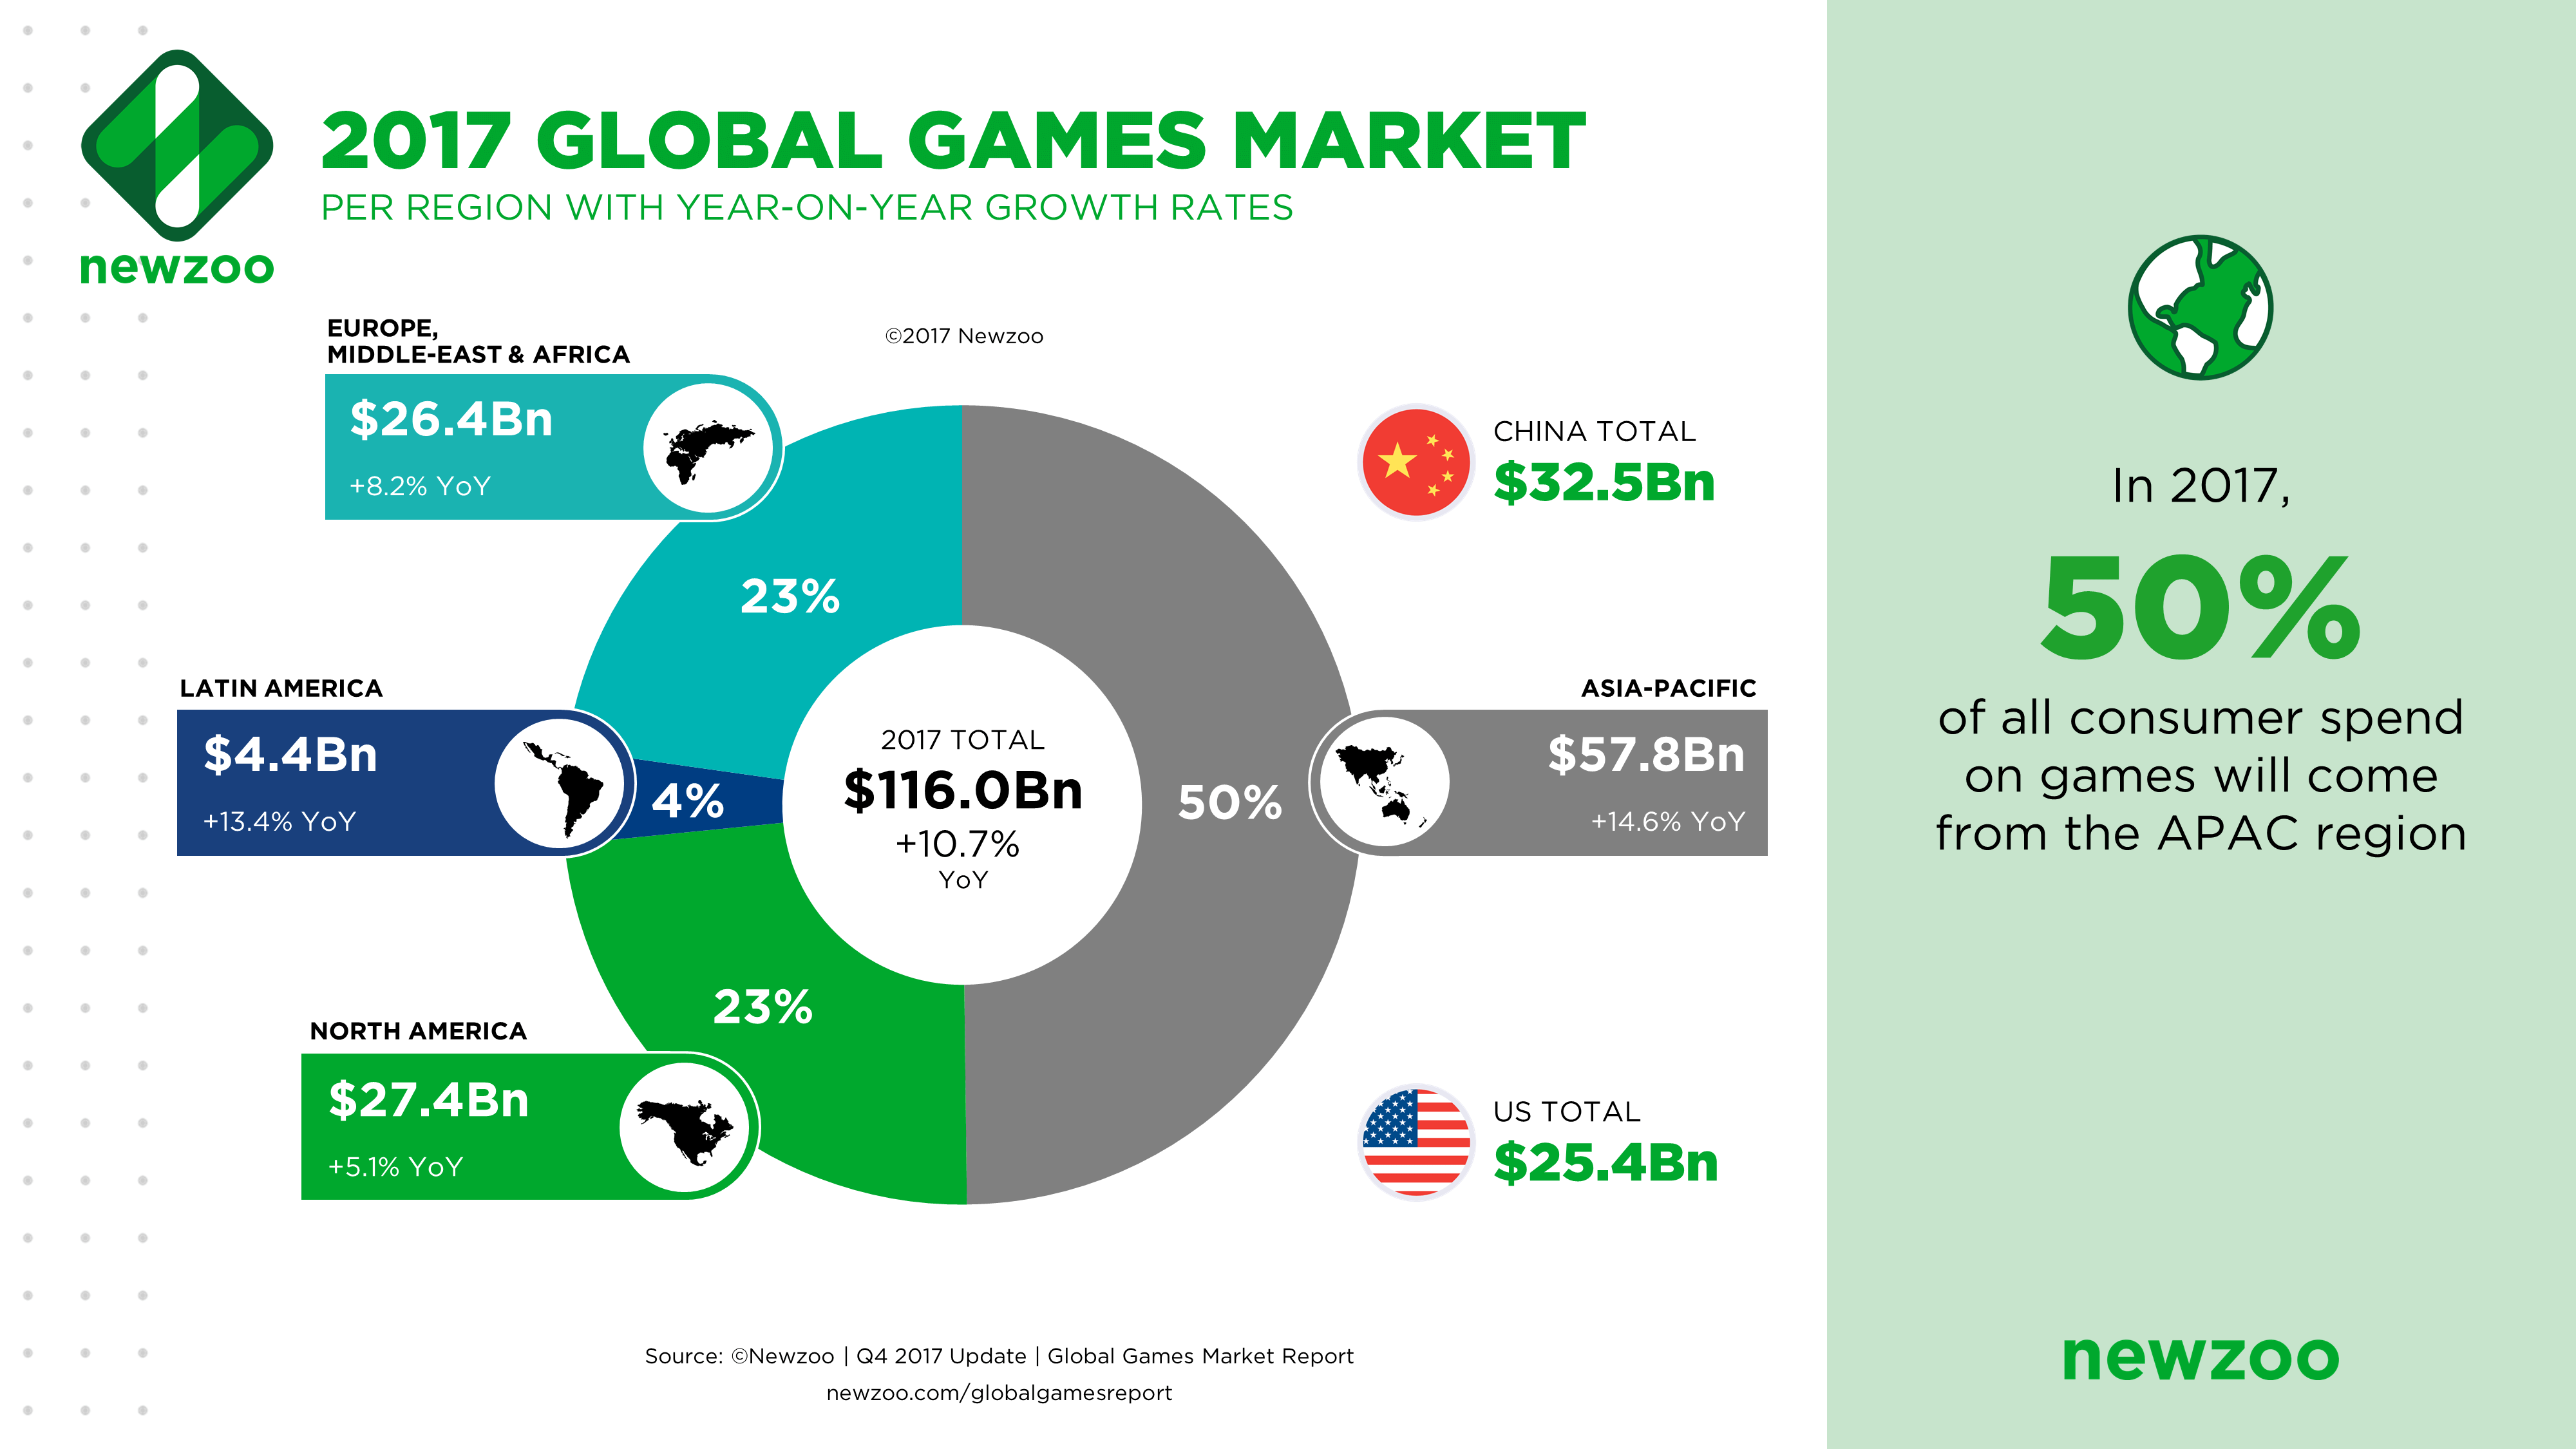 newzoo
2017 GLOBAL GAMES MARKET
PER REGION WITH YEAR-ON-YEAR GROWTH RATES
©2017 Newzoo
EUROPE,
MIDDLE-EAST & AFRICA
$26.4Bn
+8.2% YoY
23%
LATIN AMERICA
$4.4Bn
+13.4% YoY
4%
NORTH AMERICA
$27.4Bn
+5.1% YoY
23%
2017 TOTAL
$116.0Bn
+10.7%
YoY
CHINA TOTAL
$32.5Bn
ASIA-PACIFIC
$57.8Bn
+14.6% YoY
50%
US TOTAL
$25.4Bn
Source: ©Newzoo | Q4 2017 Update | Global Games Market Report
newzoo.com/globalgamesreport
In 2017,
50%
of all consumer spend
on games will come
from the APAC region
newzoo